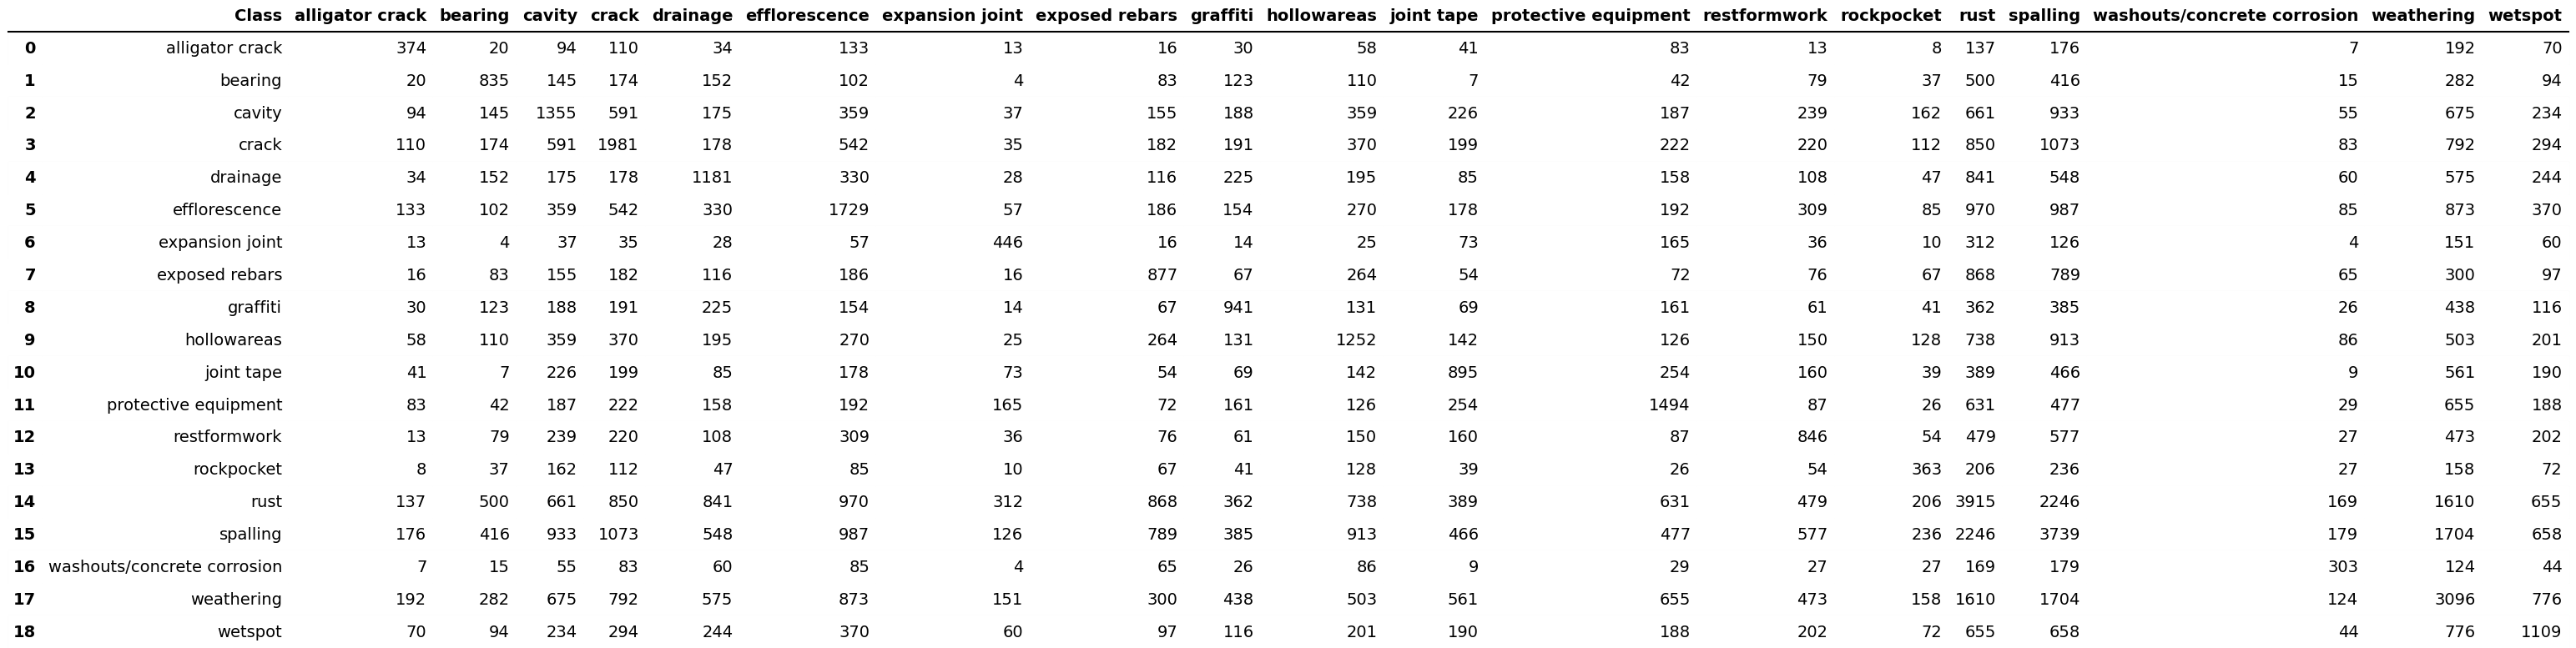 Class alligator crack bearing cavity crack drainage efflorescence expansion joint exposed rebars graffiti hollowareas joint tape protective equipment restformwork rockpocket rust spalling washouts/concrete corrosion weathering wetspot
0 alligator crack 374 20 94 110 34 133 13 16 30 58 41 83 13 8 137 176 7 192 70
1 bearing 20 835 145 174 152 102 4 83 123 110 7 42 79 37 500 416 15 282 94
2 cavity 94 145 1355 591 175 359 37 155 188 359 226 187 239 162 661 933 55 675 234
3 crack 110 174 591 1981 178 542 35 182 191 370 199 222 220 112 850 1073 83 792 294
4 drainage 34 152 175 178 1181 330 28 116 225 195 85 158 108 47 841 548 60 575 244
5 efflorescence 133 102 359 542 330 1729 57 186 154 270 178 192 309 85 970 987 85 873 370
6 expansion joint 13 4 37 35 28 57 446 16 14 25 73 165 36 10 312 126 4 151 60
7 exposed rebars 16 83 155 182 116 186 16 877 67 264 54 72 76 67 868 789 65 300 97
8 graffiti 30 123 188 191 225 154 14 67 941 131 69 161 61 41 362 385 26 438 116
9 hollowareas 58 110 359 370 195 270 25 264 131 1252 142 126 150 128 738 913 86 503 201
10 joint tape 41 7 226 199 85 178 73 54 69 142 895 254 160 39 389 466 9 561 190
11 protective equipment 83 42 187 222 158 192 165 72 161 126 254 1494 87 26 631 477 29 655 188
12 restformwork 13 79 239 220 108 309 36 76 61 150 160 87 846 54 479 577 27 473 202
13 rockpocket 8 37 162 112 47 85 10 67 41 128 39 26 54 363 206 236 27 158 72
14 rust 137 500 661 850 841 970 312 868 362 738 389 631 479 206 3915 2246 169 1610 655
15 spalling 176 416 933 1073 548 987 126 789 385 913 466 477 577 236 2246 3739 179 1704 658
16 washouts/concrete corrosion 7 15 55 83 60 85 4 65 26 86 9 29 27 27 169 179 303 124 44
17 weathering 192 282 675 792 575 873 151 300 438 503 561 655 473 158 1610 1704 124 3096 776
18 wetspot 70 94 234 294 244 370 60 97 116 201 190 188 202 72 655 658 44 776 1109